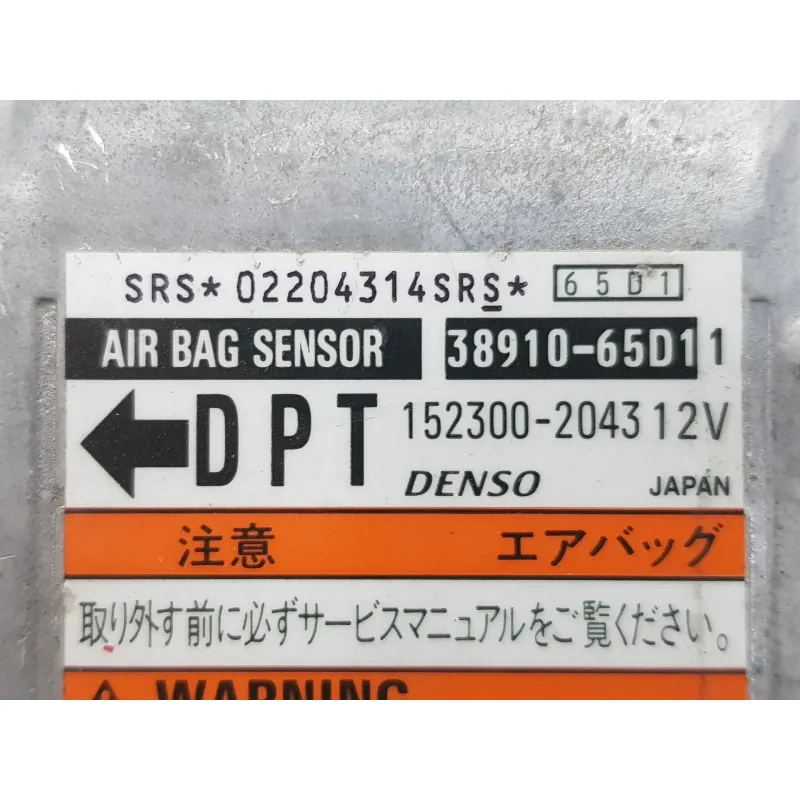 SRS*02204314SRS* 65D1
AIR BAG SENSOR 38910-65D11
DPT 152300-2043 12V
DENSO JAPAN
注意 エアバッグ
取り外す前に必ずサービスマニュアルをご覧ください。
WARNING